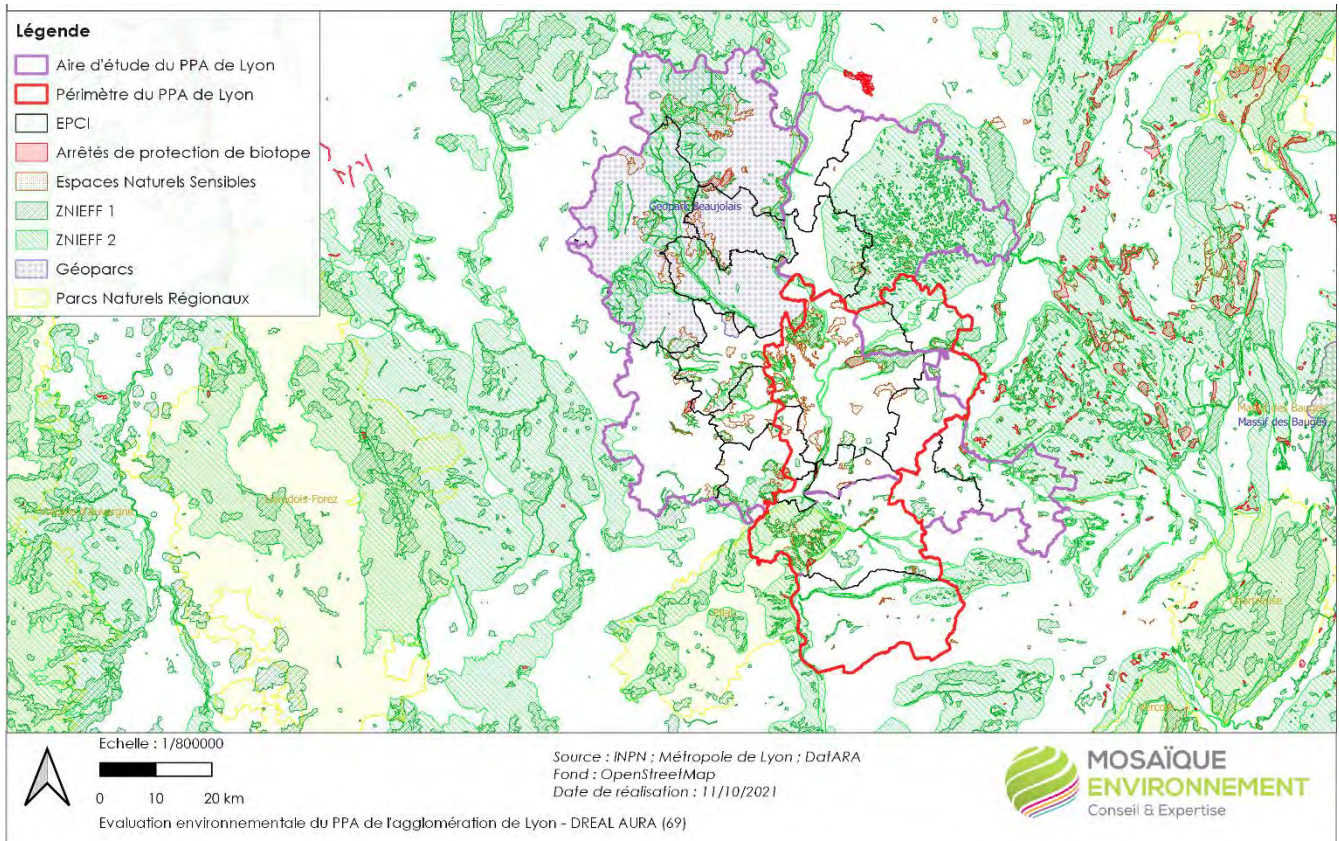 Légende
Aire d'étude du PPA de Lyon
Périmètre du PPA de Lyon
EPCI
Arrêtés de protection de biotope
Espaces Naturels Sensibles
ZNIEFF 1
ZNIEFF 2
Géoparcs
Parcs Naturels Régionaux
Géoparc Beaujolais
Massif des Bauges
Massif des Bauges
Livradois-Forez
Pilat
Chartreuse
Vercors
Echelle : 1/800000
0 10 20 km
Source : INPN ; Métropole de Lyon ; DatARA
Fond : OpenStreetMap
Date de réalisation : 11/10/2021
Evaluation environnementale du PPA de l'agglomération de Lyon - DREAL AURA (69)
MOSAÏQUE
ENVIRONNEMENT
Conseil & Expertise